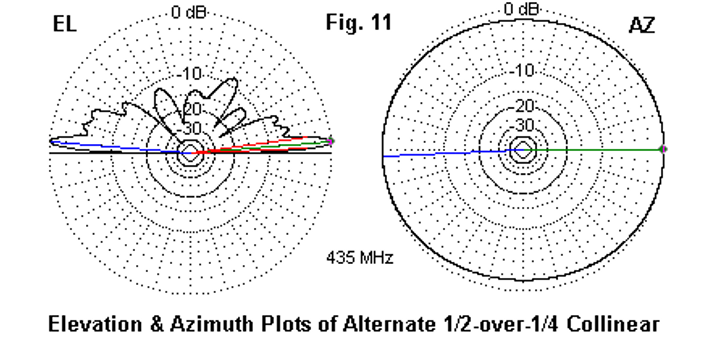 EL
0 dB
Fig. 11
0 dB
AZ
-10
20
30
-10
-20
30
435 MHz
Elevation & Azimuth Plots of Alternate 1/2-over-1/4 Collinear